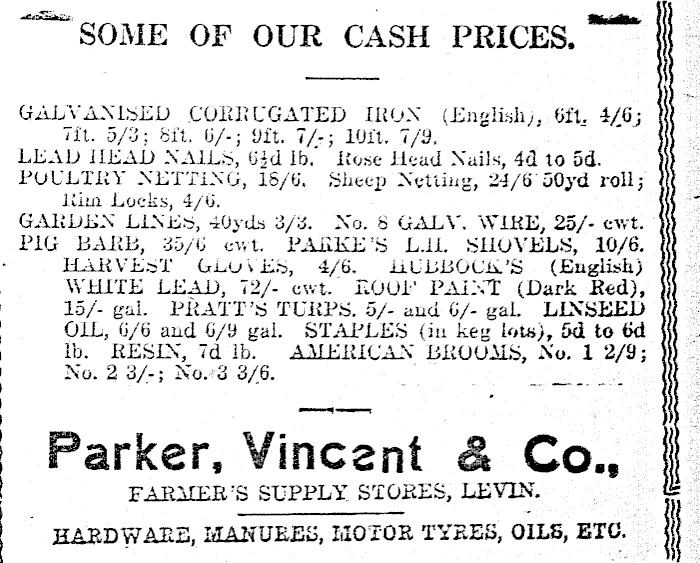 SOME OF OUR CASH PRICES.
GALVANISED CORRUGATED IRON (English), 6ft. 4/6;
7ft. 5/3; 8ft. 6/-; 9ft. 7/-; 10ft. 7/9.
LEAD HEAD NAILS, 6½d lb. Rose Head Nails, 4d to 5d.
POULTRY NETTING, 18/6. Sheep Netting, 24/6 50yd roll;
Rim Locks, 4/6.
GARDEN LINES, 40yds 3/3. No. 8 GALV. WIRE, 25/- cwt.
PIG BARB, 35/6 cwt. PARKE'S L.H. SHOVELS, 10/6.
HARVEST GLOVES, 4/6. HUBBOCK'S (English)
WHITE LEAD, 72/- cwt. ROOF PAINT (Dark Red),
15/- gal. PRATT'S TURPS. 5/- and 6/- gal. LINSEED
OIL, 6/6 and 6/9 gal. STAPLES (in keg lots), 5d to 6d
lb. RESIN, 7d lb. AMERICAN BROOMS, No. 1 2/9;
No. 2 3/-; No. 3 3/6.
Parker, Vincent & Co.,
FARMER'S SUPPLY STORES, LEVIN.
HARDWARE, MANURES, MOTOR TYRES, OILS, ETC.